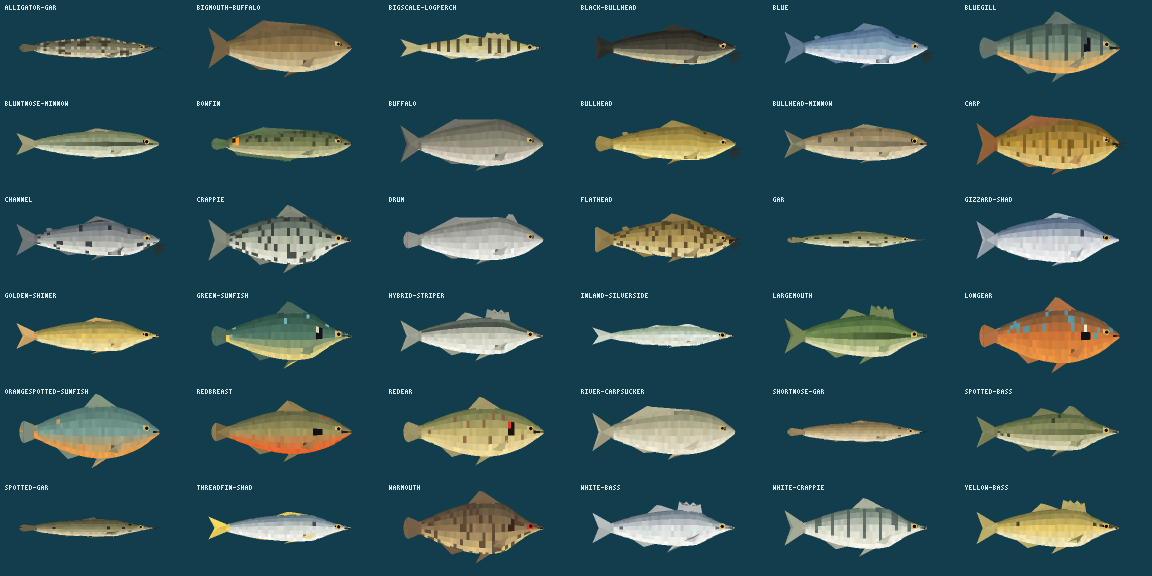 ALLIGATOR-GAR
BIGMOUTH-BUFFALO
BIGSCALE-LOGPERCH
BLACK-BULLHEAD
BLUE
BLUEGILL
BLUNTNOSE-MINNOW
BOWFIN
BUFFALO
BULLHEAD
BULLHEAD-MINNOW
CARP
CHANNEL
CRAPPIE
DRUM
FLATHEAD
GAR
GIZZARD-SHAD
GOLDEN-SHINER
GREEN-SUNFISH
HYBRID-STRIPER
INLAND-SILVERSIDE
LARGEMOUTH
LONGEAR
ORANGESPOTTED-SUNFISH
REDBREAST
REDEAR
RIVER-CARPSUCKER
SHORTNOSE-GAR
SPOTTED-BASS
SPOTTED-GAR
THREADFIN-SHAD
WARMOUTH
WHITE-BASS
WHITE-CRAPPIE
YELLOW-BASS